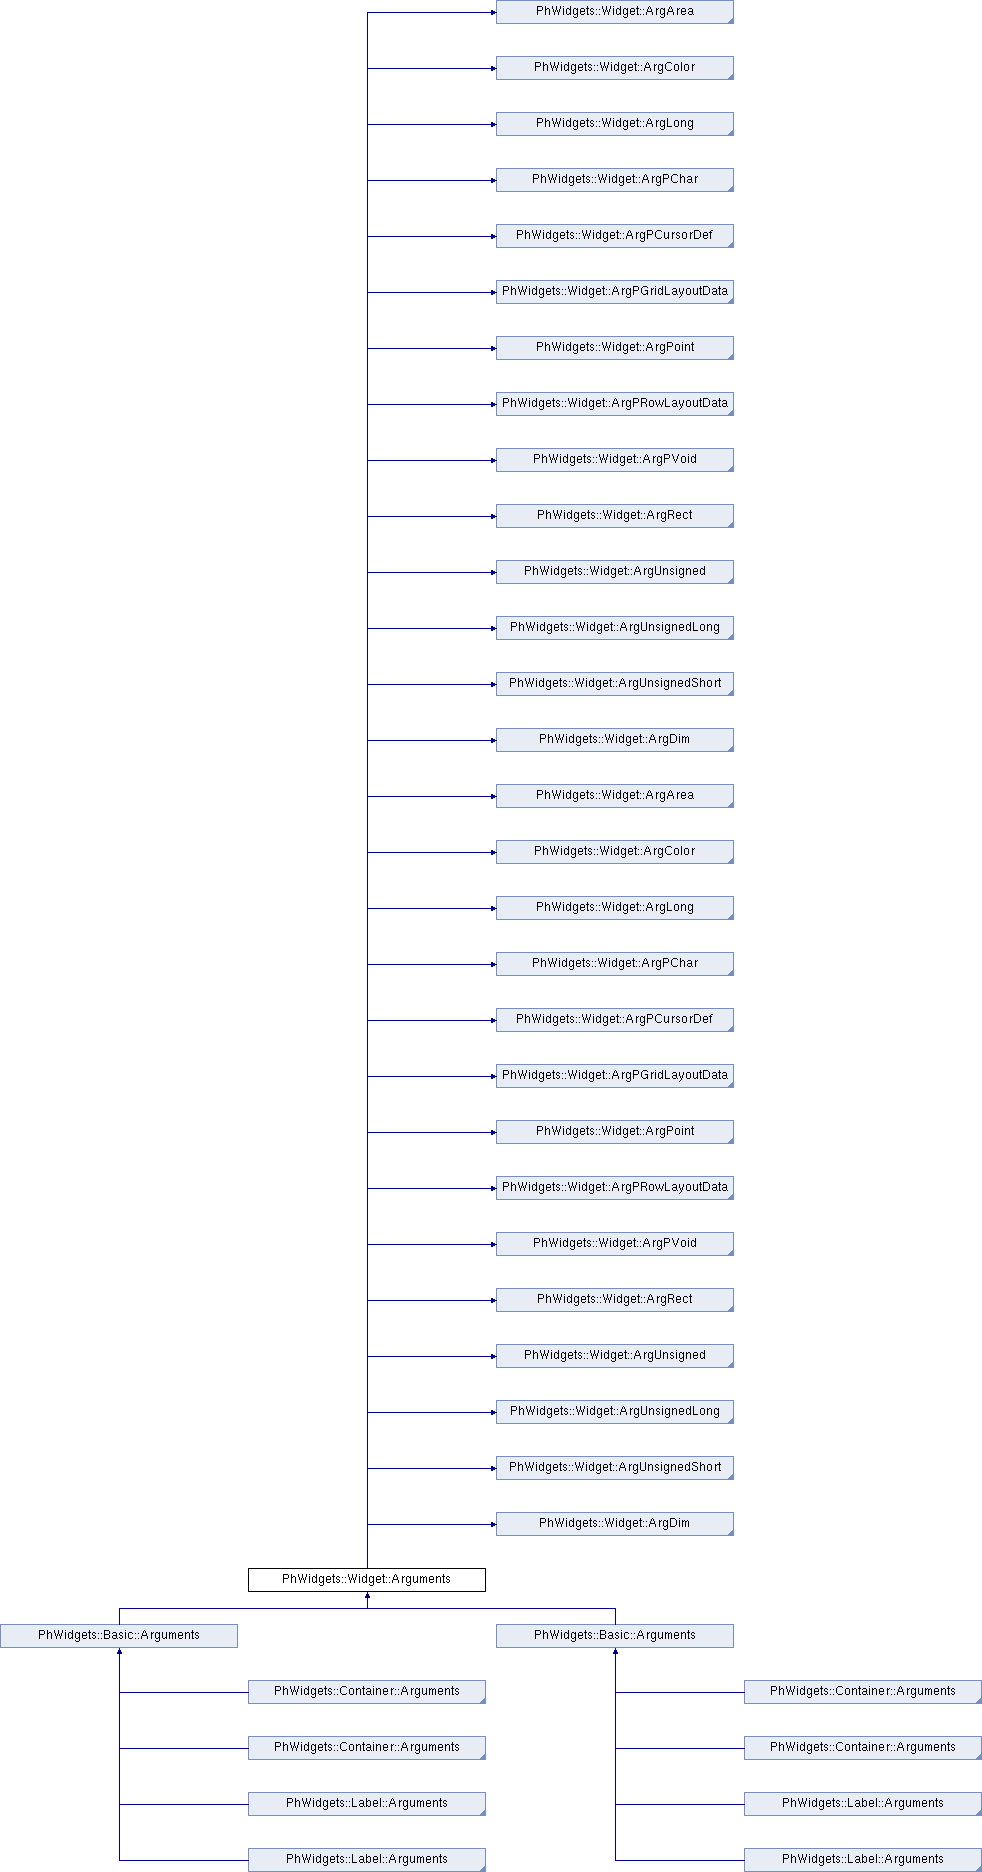 PhWidgets::Widget::ArgArea
PhWidgets::Widget::ArgColor
PhWidgets::Widget::ArgLong
PhWidgets::Widget::ArgPChar
PhWidgets::Widget::ArgPCursorDef
PhWidgets::Widget::ArgPGridLayoutData
PhWidgets::Widget::ArgPoint
PhWidgets::Widget::ArgPRowLayoutData
PhWidgets::Widget::ArgPVoid
PhWidgets::Widget::ArgRect
PhWidgets::Widget::ArgUnsigned
PhWidgets::Widget::ArgUnsignedLong
PhWidgets::Widget::ArgUnsignedShort
PhWidgets::Widget::ArgDim
PhWidgets::Widget::ArgArea
PhWidgets::Widget::ArgColor
PhWidgets::Widget::ArgLong
PhWidgets::Widget::ArgPChar
PhWidgets::Widget::ArgPCursorDef
PhWidgets::Widget::ArgPGridLayoutData
PhWidgets::Widget::ArgPoint
PhWidgets::Widget::ArgPRowLayoutData
PhWidgets::Widget::ArgPVoid
PhWidgets::Widget::ArgRect
PhWidgets::Widget::ArgUnsigned
PhWidgets::Widget::ArgUnsignedLong
PhWidgets::Widget::ArgUnsignedShort
PhWidgets::Widget::ArgDim
PhWidgets::Widget::Arguments
PhWidgets::Basic::Arguments
PhWidgets::Basic::Arguments
PhWidgets::Container::Arguments
PhWidgets::Container::Arguments
PhWidgets::Container::Arguments
PhWidgets::Container::Arguments
PhWidgets::Label::Arguments
PhWidgets::Label::Arguments
PhWidgets::Label::Arguments
PhWidgets::Label::Arguments